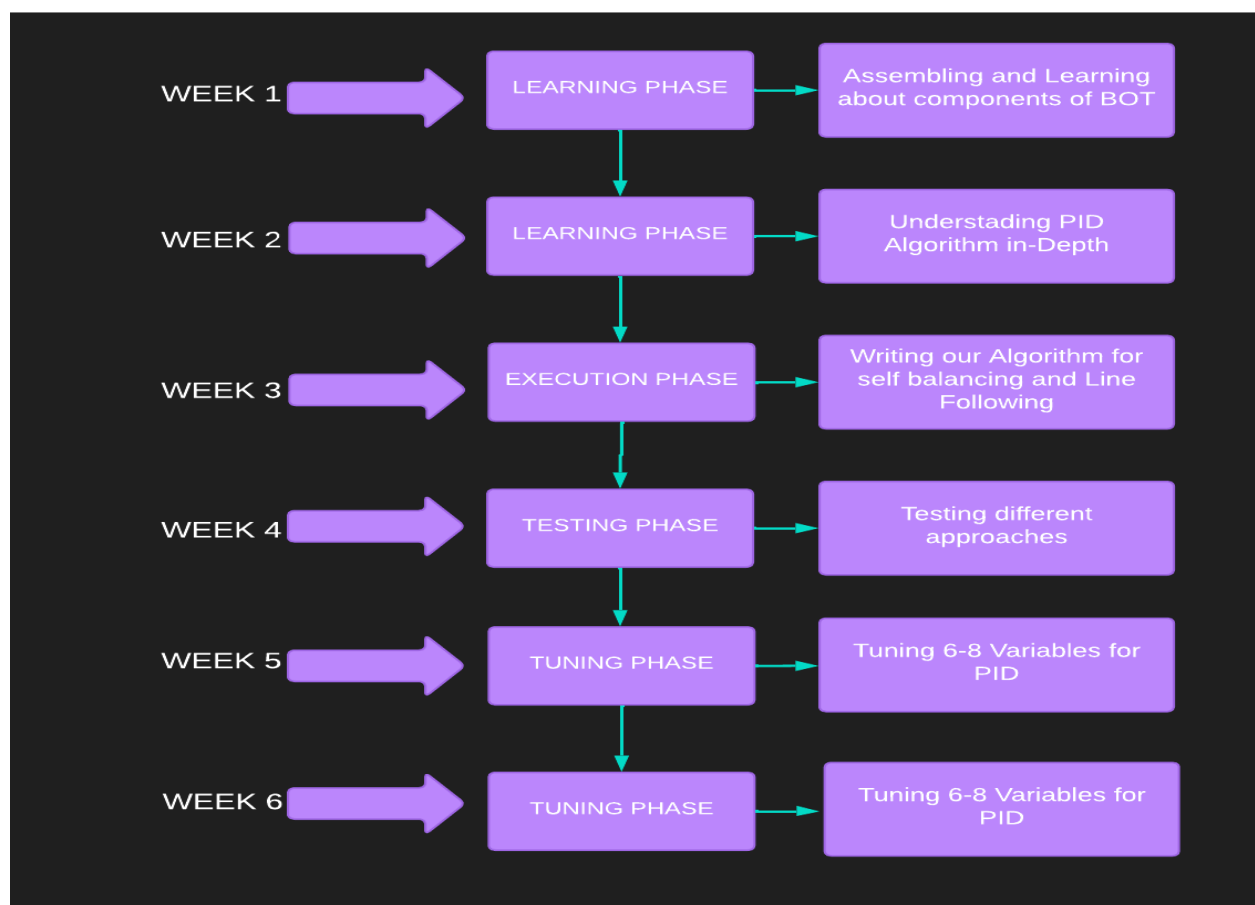 WEEK 1
LEARNING PHASE
Assembling and Learning
about components of BOT
WEEK 2
LEARNING PHASE
Understading PID
Algorithm in-Depth
WEEK 3
EXECUTION PHASE
Writing our Algorithm for
self balancing and Line
Following
WEEK 4
TESTING PHASE
Testing different
approaches
WEEK 5
TUNING PHASE
Tuning 6-8 Variables for
PID
WEEK 6
TUNING PHASE
Tuning 6-8 Variables for
PID